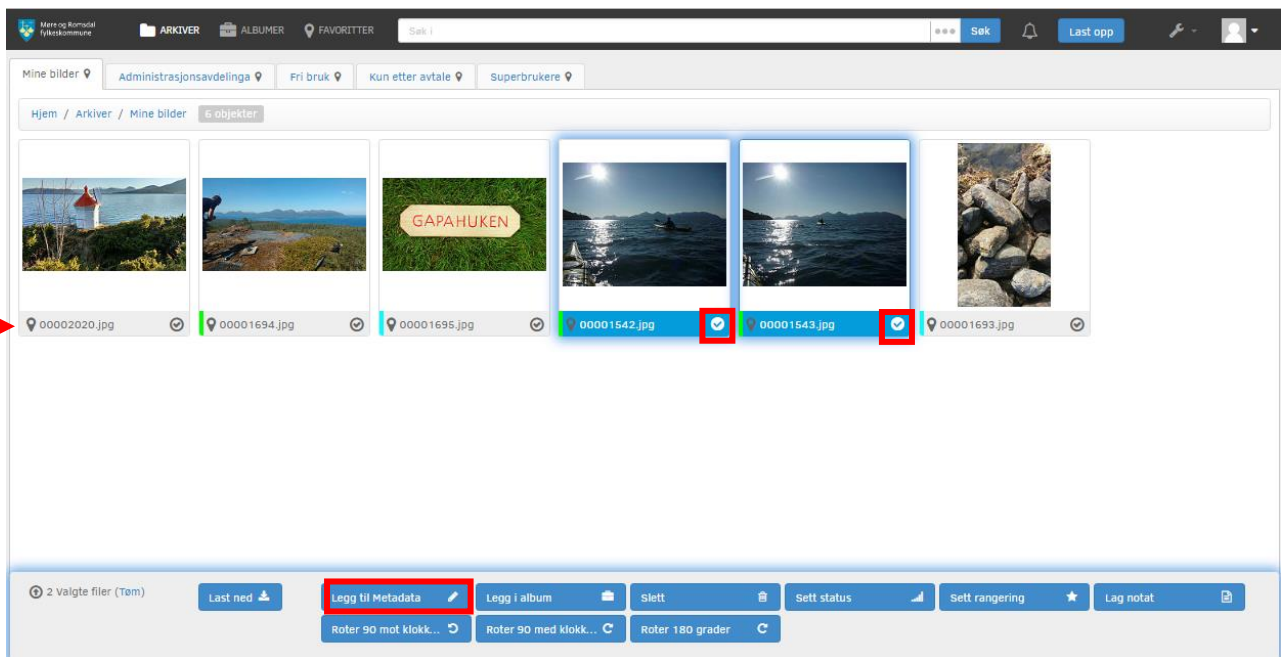 Møre og Romsdal
fylkeskommune
ARKIVER
ALBUMER
FAVORITTER
Søk i
Søk
Last opp
Mine bilder
Administrasjonsavdelinga
Fri bruk
Kun etter avtale
Superbrukere
Hjem / Arkiver / Mine bilder 6 objekter
GAPAHUKEN
00002020.jpg
00001694.jpg
00001695.jpg
00001542.jpg
00001543.jpg
00001693.jpg
2 Valgte filer (Tøm)
Last ned
Legg til Metadata
Legg i album
Slett
Sett status
Sett rangering
Lag notat
Roter 90 mot klokk...
Roter 90 med klokk...
Roter 180 grader